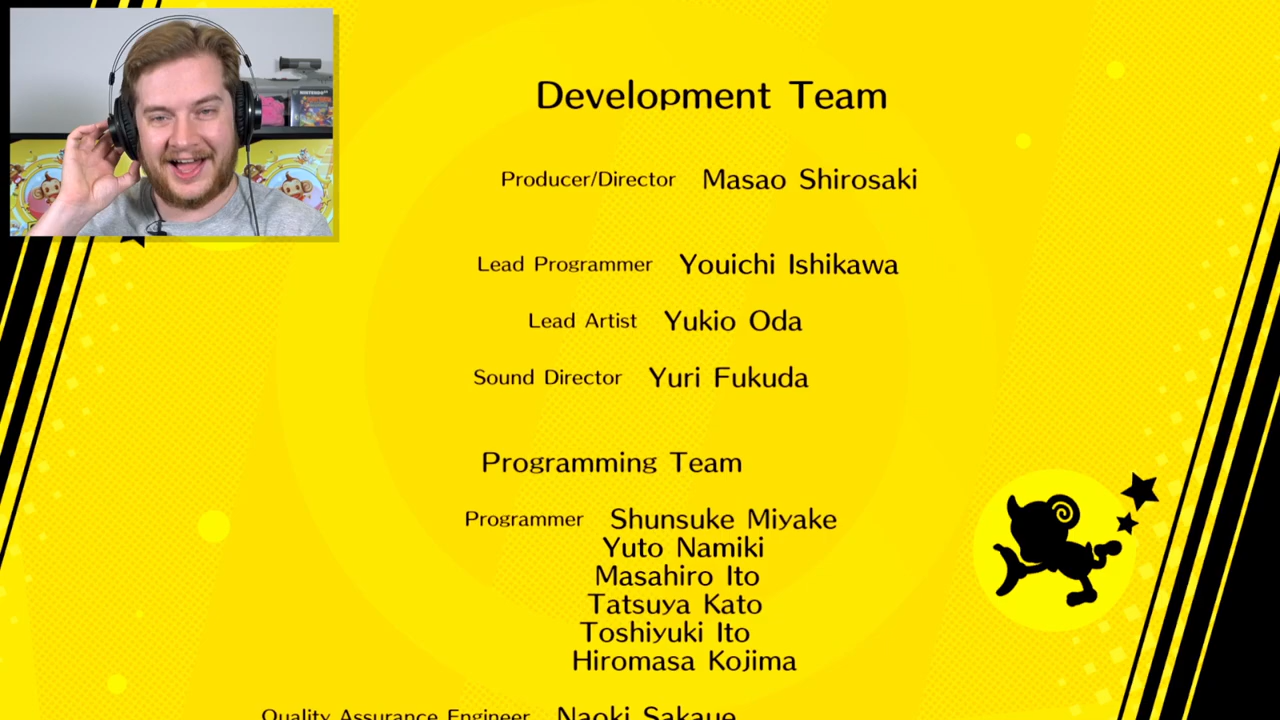 Development Team
Producer/Director Masao Shirosaki
Lead Programmer Youichi Ishikawa
Lead Artist Yukio Oda
Sound Director Yuri Fukuda
Programming Team
Programmer Shunsuke Miyake
Yuto Namiki
Masahiro Ito
Tatsuya Kato
Toshiyuki Ito
Hiromasa Kojima
Quality Assurance Engineer Naoki Sakaue